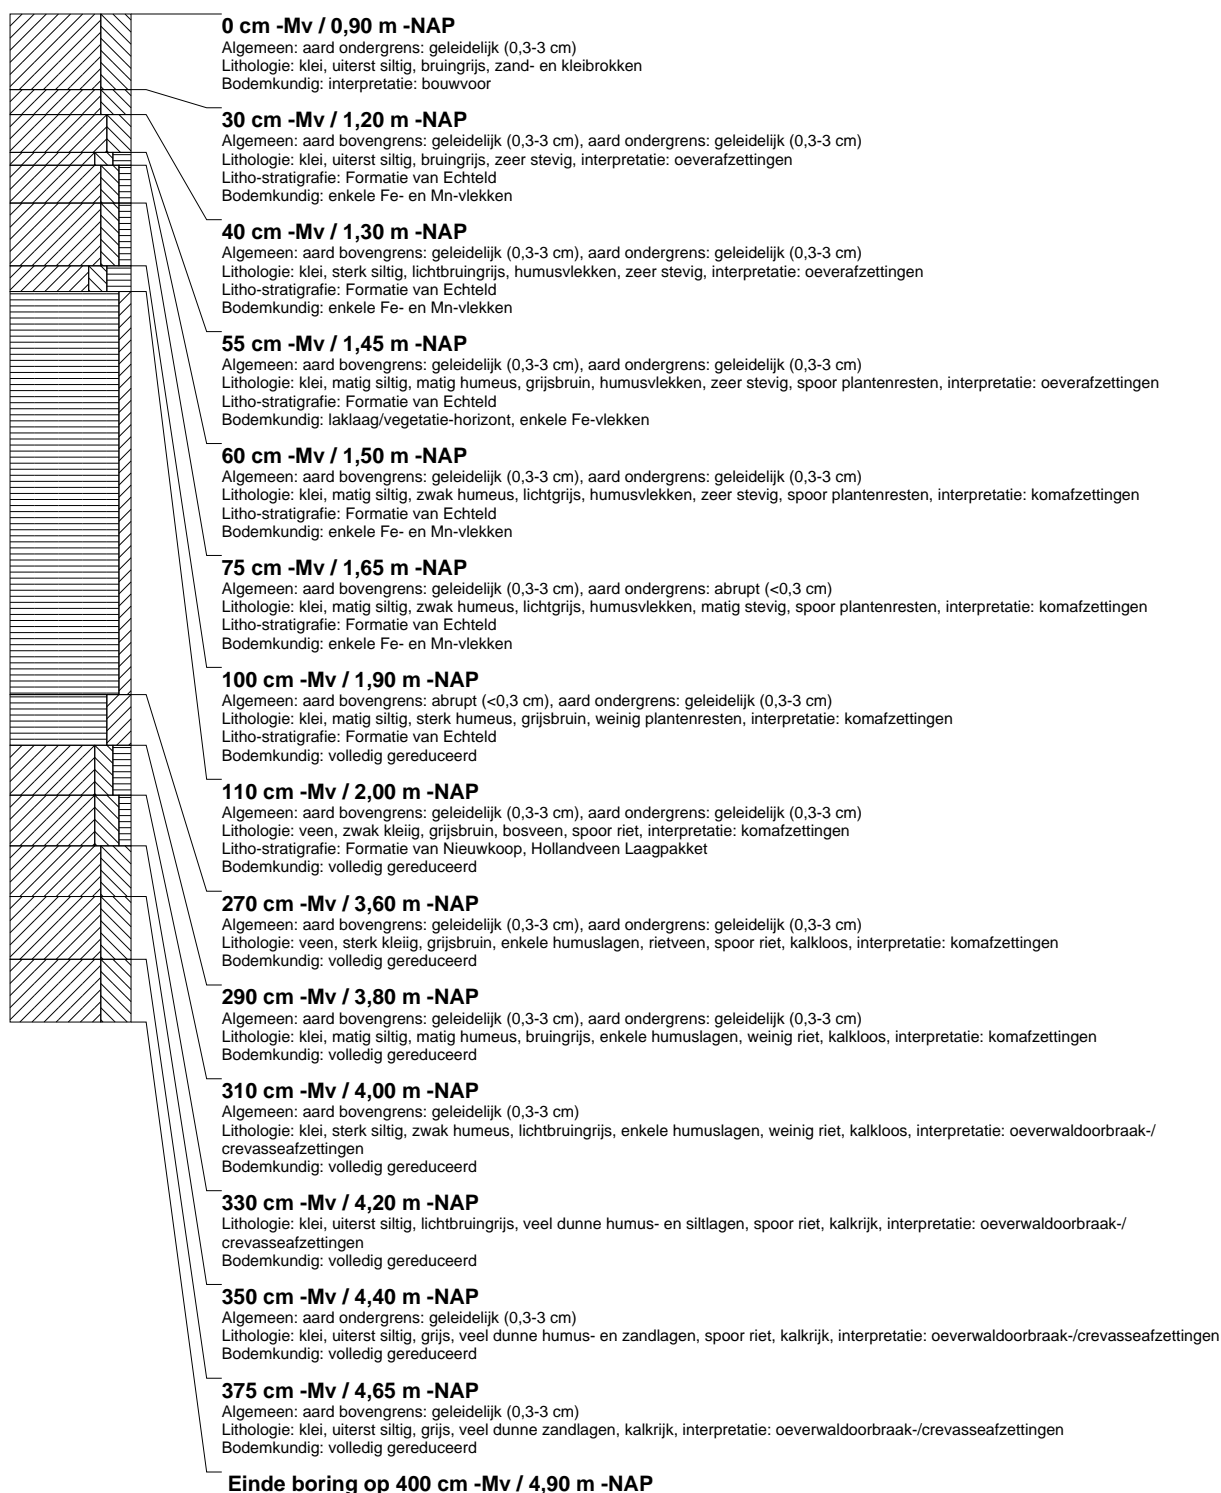 0 cm -Mv / 0,90 m -NAP
Algemeen: aard ondergrens: geleidelijk (0,3-3 cm)
Lithologie: klei, uiterst siltig, bruingrijs, zand- en kleibrokken
Bodemkundig: interpretatie: bouwvoor
30 cm -Mv / 1,20 m -NAP
Algemeen: aard bovengrens: geleidelijk (0,3-3 cm), aard ondergrens: geleidelijk (0,3-3 cm)
Lithologie: klei, uiterst siltig, bruingrijs, zeer stevig, interpretatie: oeverafzettingen
Litho-stratigrafie: Formatie van Echteld
Bodemkundig: enkele Fe- en Mn-vlekken
40 cm -Mv / 1,30 m -NAP
Algemeen: aard bovengrens: geleidelijk (0,3-3 cm), aard ondergrens: geleidelijk (0,3-3 cm)
Lithologie: klei, sterk siltig, lichtbruingrijs, humusvlekken, zeer stevig, interpretatie: oeverafzettingen
Litho-stratigrafie: Formatie van Echteld
Bodemkundig: enkele Fe- en Mn-vlekken
55 cm -Mv / 1,45 m -NAP
Algemeen: aard bovengrens: geleidelijk (0,3-3 cm), aard ondergrens: geleidelijk (0,3-3 cm)
Lithologie: klei, matig siltig, matig humeus, grijsbruin, humusvlekken, zeer stevig, spoor plantenresten, interpretatie: oeverafzettingen
Litho-stratigrafie: Formatie van Echteld
Bodemkundig: laklaag/vegetatie-horizont, enkele Fe-vlekken
60 cm -Mv / 1,50 m -NAP
Algemeen: aard bovengrens: geleidelijk (0,3-3 cm), aard ondergrens: geleidelijk (0,3-3 cm)
Lithologie: klei, matig siltig, zwak humeus, lichtgrijs, humusvlekken, zeer stevig, spoor plantenresten, interpretatie: komafzettingen
Litho-stratigrafie: Formatie van Echteld
Bodemkundig: enkele Fe- en Mn-vlekken
75 cm -Mv / 1,65 m -NAP
Algemeen: aard bovengrens: geleidelijk (0,3-3 cm), aard ondergrens: abrupt (<0,3 cm)
Lithologie: klei, matig siltig, zwak humeus, lichtgrijs, humusvlekken, matig stevig, spoor plantenresten, interpretatie: komafzettingen
Litho-stratigrafie: Formatie van Echteld
Bodemkundig: enkele Fe- en Mn-vlekken
100 cm -Mv / 1,90 m -NAP
Algemeen: aard bovengrens: abrupt (<0,3 cm), aard ondergrens: geleidelijk (0,3-3 cm)
Lithologie: klei, matig siltig, sterk humeus, grijsbruin, weinig plantenresten, interpretatie: komafzettingen
Litho-stratigrafie: Formatie van Echteld
Bodemkundig: volledig gereduceerd
110 cm -Mv / 2,00 m -NAP
Algemeen: aard bovengrens: geleidelijk (0,3-3 cm), aard ondergrens: geleidelijk (0,3-3 cm)
Lithologie: veen, zwak kleiig, grijsbruin, bosveen, spoor riet, interpretatie: komafzettingen
Litho-stratigrafie: Formatie van Nieuwkoop, Hollandveen Laagpakket
Bodemkundig: volledig gereduceerd
270 cm -Mv / 3,60 m -NAP
Algemeen: aard bovengrens: geleidelijk (0,3-3 cm), aard ondergrens: geleidelijk (0,3-3 cm)
Lithologie: veen, sterk kleiig, grijsbruin, enkele humuslagen, rietveen, spoor riet, kalkloos, interpretatie: komafzettingen
Bodemkundig: volledig gereduceerd
290 cm -Mv / 3,80 m -NAP
Algemeen: aard bovengrens: geleidelijk (0,3-3 cm), aard ondergrens: geleidelijk (0,3-3 cm)
Lithologie: klei, matig siltig, matig humeus, bruingrijs, enkele humuslagen, weinig riet, kalkloos, interpretatie: komafzettingen
Bodemkundig: volledig gereduceerd
310 cm -Mv / 4,00 m -NAP
Algemeen: aard bovengrens: geleidelijk (0,3-3 cm)
Lithologie: klei, sterk siltig, zwak humeus, lichtbruingrijs, enkele humuslagen, weinig riet, kalkloos, interpretatie: oeverwaldoorbraak-/
crevasseafzettingen
Bodemkundig: volledig gereduceerd
330 cm -Mv / 4,20 m -NAP
Lithologie: klei, uiterst siltig, lichtbruingrijs, veel dunne humus- en siltlagen, spoor riet, kalkrijk, interpretatie: oeverwaldoorbraak-/
crevasseafzettingen
Bodemkundig: volledig gereduceerd
350 cm -Mv / 4,40 m -NAP
Algemeen: aard ondergrens: geleidelijk (0,3-3 cm)
Lithologie: klei, uiterst siltig, grijs, veel dunne humus- en zandlagen, spoor riet, kalkrijk, interpretatie: oeverwaldoorbraak-/crevasseafzettingen
Bodemkundig: volledig gereduceerd
375 cm -Mv / 4,65 m -NAP
Algemeen: aard bovengrens: geleidelijk (0,3-3 cm)
Lithologie: klei, uiterst siltig, grijs, veel dunne zandlagen, kalkrijk, interpretatie: oeverwaldoorbraak-/crevasseafzettingen
Bodemkundig: volledig gereduceerd
Einde boring op 400 cm -Mv / 4,90 m -NAP